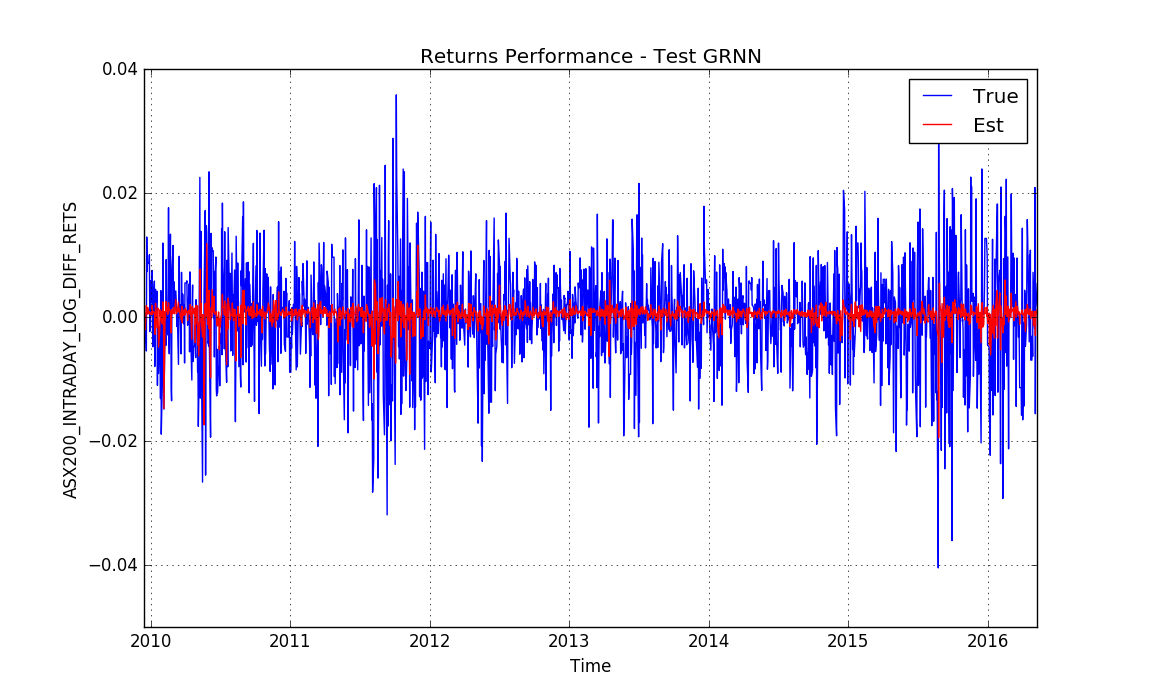 Returns Performance - Test GRNN
True
Est
0.04
0.02
0.00
−0.02
−0.04
ASX200_INTRADAY_LOG_DIFF_RETS
2010 2011 2012 2013 2014 2015 2016
Time